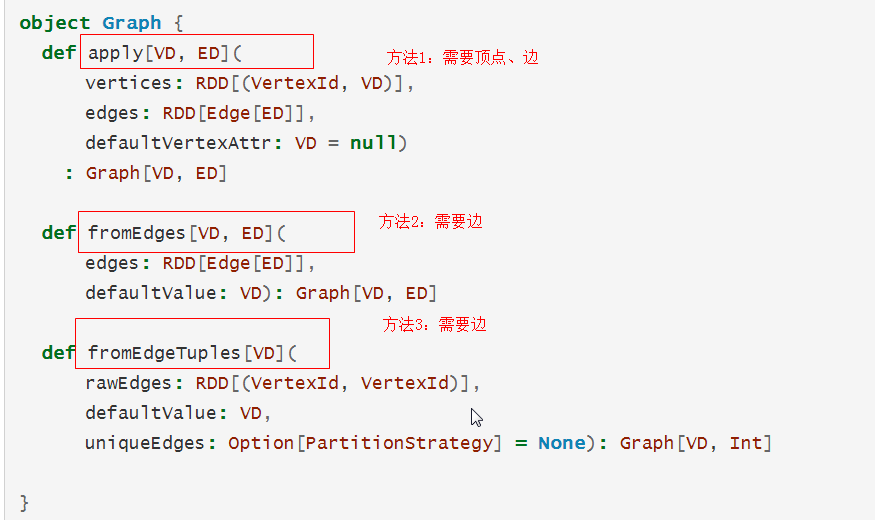 object Graph {
def apply[VD, ED](
方法1：需要顶点、边
vertices: RDD[(VertexId, VD)],
edges: RDD[Edge[ED]],
defaultVertexAttr: VD = null)
: Graph[VD, ED]
def fromEdges[VD, ED](
方法2：需要边
edges: RDD[Edge[ED]],
defaultValue: VD): Graph[VD, ED]
方法3：需要边
def fromEdgeTuples[VD](
rawEdges: RDD[(VertexId, VertexId)],
defaultValue: VD,
uniqueEdges: Option[PartitionStrategy] = None): Graph[VD, Int]
}